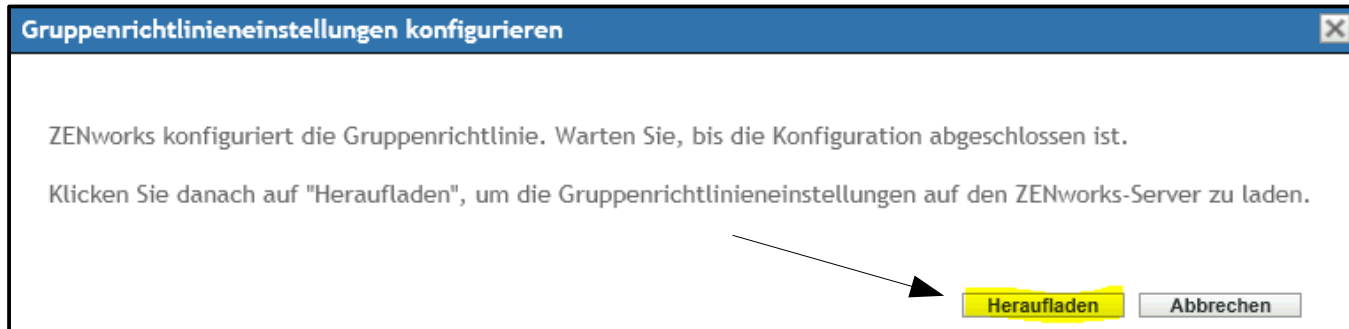 Gruppenrichtlinieneinstellungen konfigurieren
ZENworks konfiguriert die Gruppenrichtlinie. Warten Sie, bis die Konfiguration abgeschlossen ist.
Klicken Sie danach auf "Heraufladen", um die Gruppenrichtlinieneinstellungen auf den ZENworks-Server zu laden.
Heraufladen Abbrechen